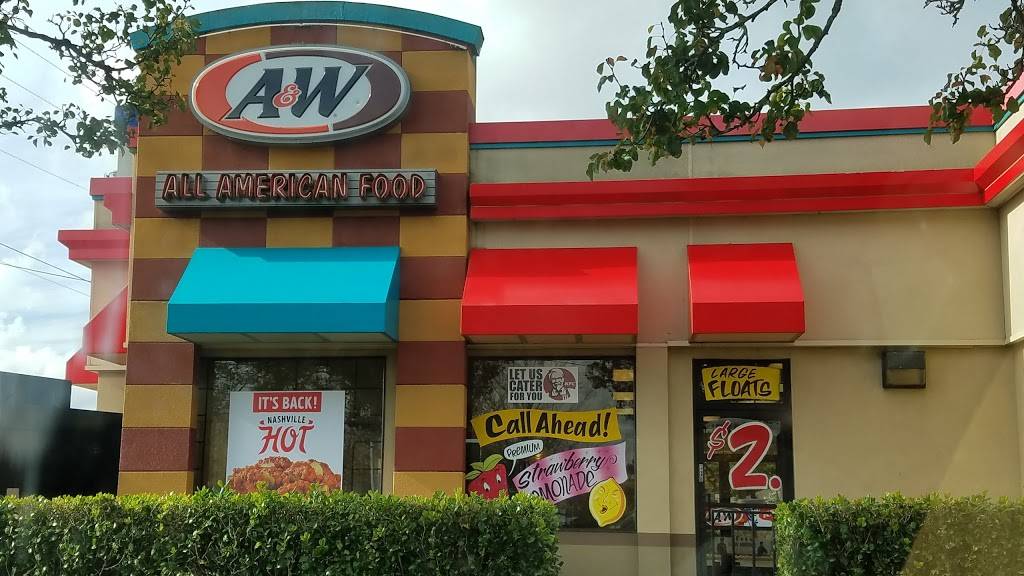 A&W
ALL AMERICAN FOOD
IT'S BACK!
NASHVILLE
HOT
LET US
CATER
FOR YOU
KFC
Call Ahead!
PREMIUM
Strawberry
LEMONADE
LARGE
FLOATS
$2.